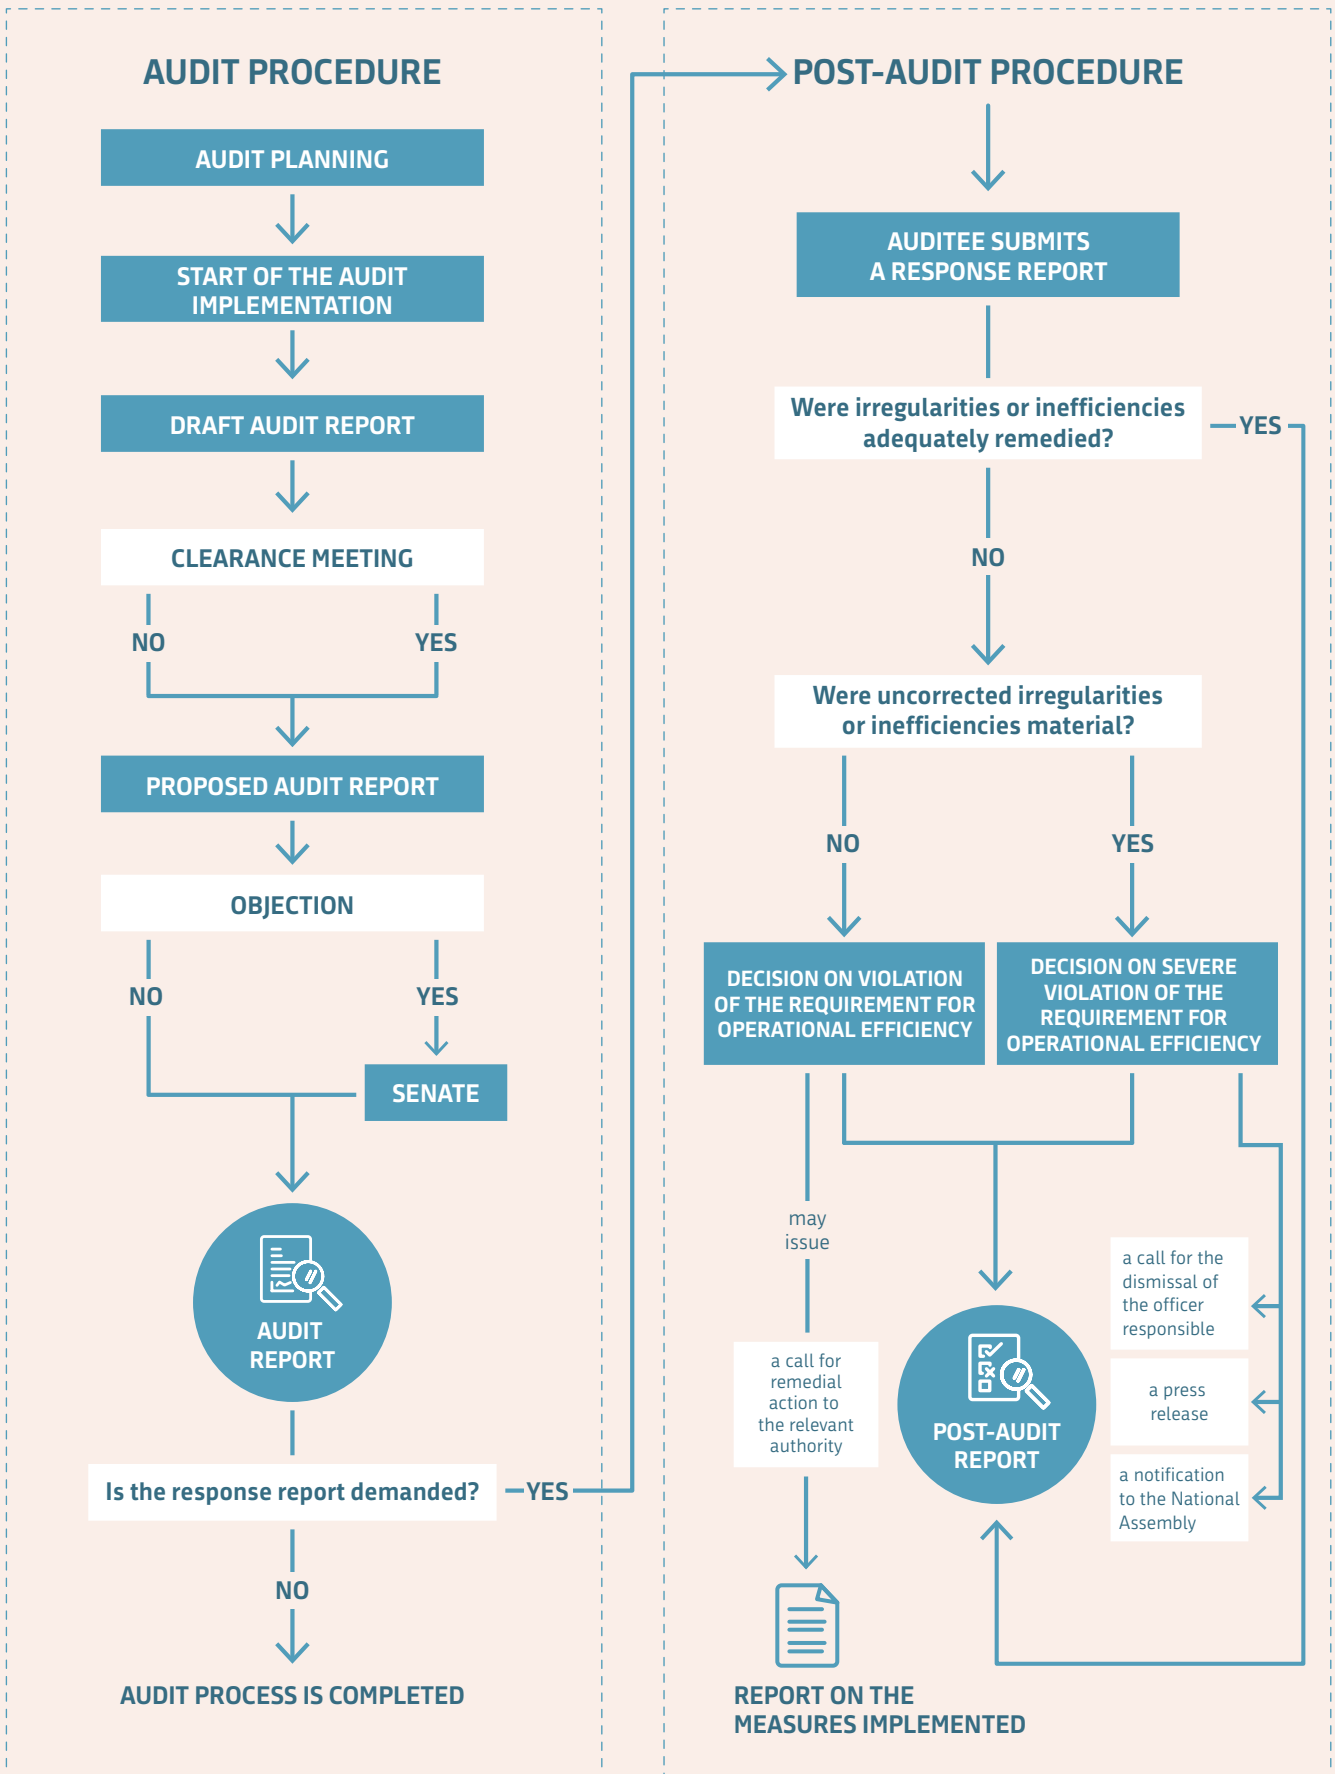 AUDIT PROCEDURE
AUDIT PLANNING
START OF THE AUDIT
IMPLEMENTATION
DRAFT AUDIT REPORT
CLEARANCE MEETING
NO
YES
PROPOSED AUDIT REPORT
OBJECTION
NO
YES
SENATE
AUDIT
REPORT
Is the response report demanded?
YES
NO
AUDIT PROCESS IS COMPLETED
POST-AUDIT PROCEDURE
AUDITEE SUBMITS
A RESPONSE REPORT
Were irregularities or inefficiencies
adequately remedied?
YES
NO
Were uncorrected irregularities
or inefficiencies material?
NO
YES
DECISION ON VIOLATION
OF THE REQUIREMENT FOR
OPERATIONAL EFFICIENCY
DECISION ON SEVERE
VIOLATION OF THE
REQUIREMENT FOR
OPERATIONAL EFFICIENCY
may
issue
a call for
remedial
action to
the relevant
authority
POST-AUDIT
REPORT
a call for the
dismissal of
the officer
responsible
a press
release
a notification
to the National
Assembly
REPORT ON THE
MEASURES IMPLEMENTED